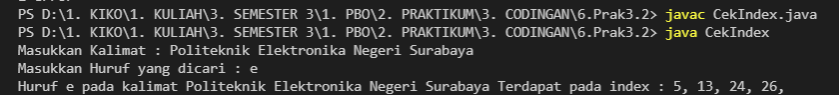 PS D:\1. KIKO\1. KULIAH\3. SEMESTER 3\1. PBO\2. PRAKTIKUM\3. CODINGAN\6.Prak3.2> javac CekIndex.java
PS D:\1. KIKO\1. KULIAH\3. SEMESTER 3\1. PBO\2. PRAKTIKUM\3. CODINGAN\6.Prak3.2> java CekIndex
Masukkan Kalimat : Politeknik Elektronika Negeri Surabaya
Masukkan Huruf yang dicari : e
Huruf e pada kalimat Politeknik Elektronika Negeri Surabaya Terdapat pada index : 5, 13, 24, 26,